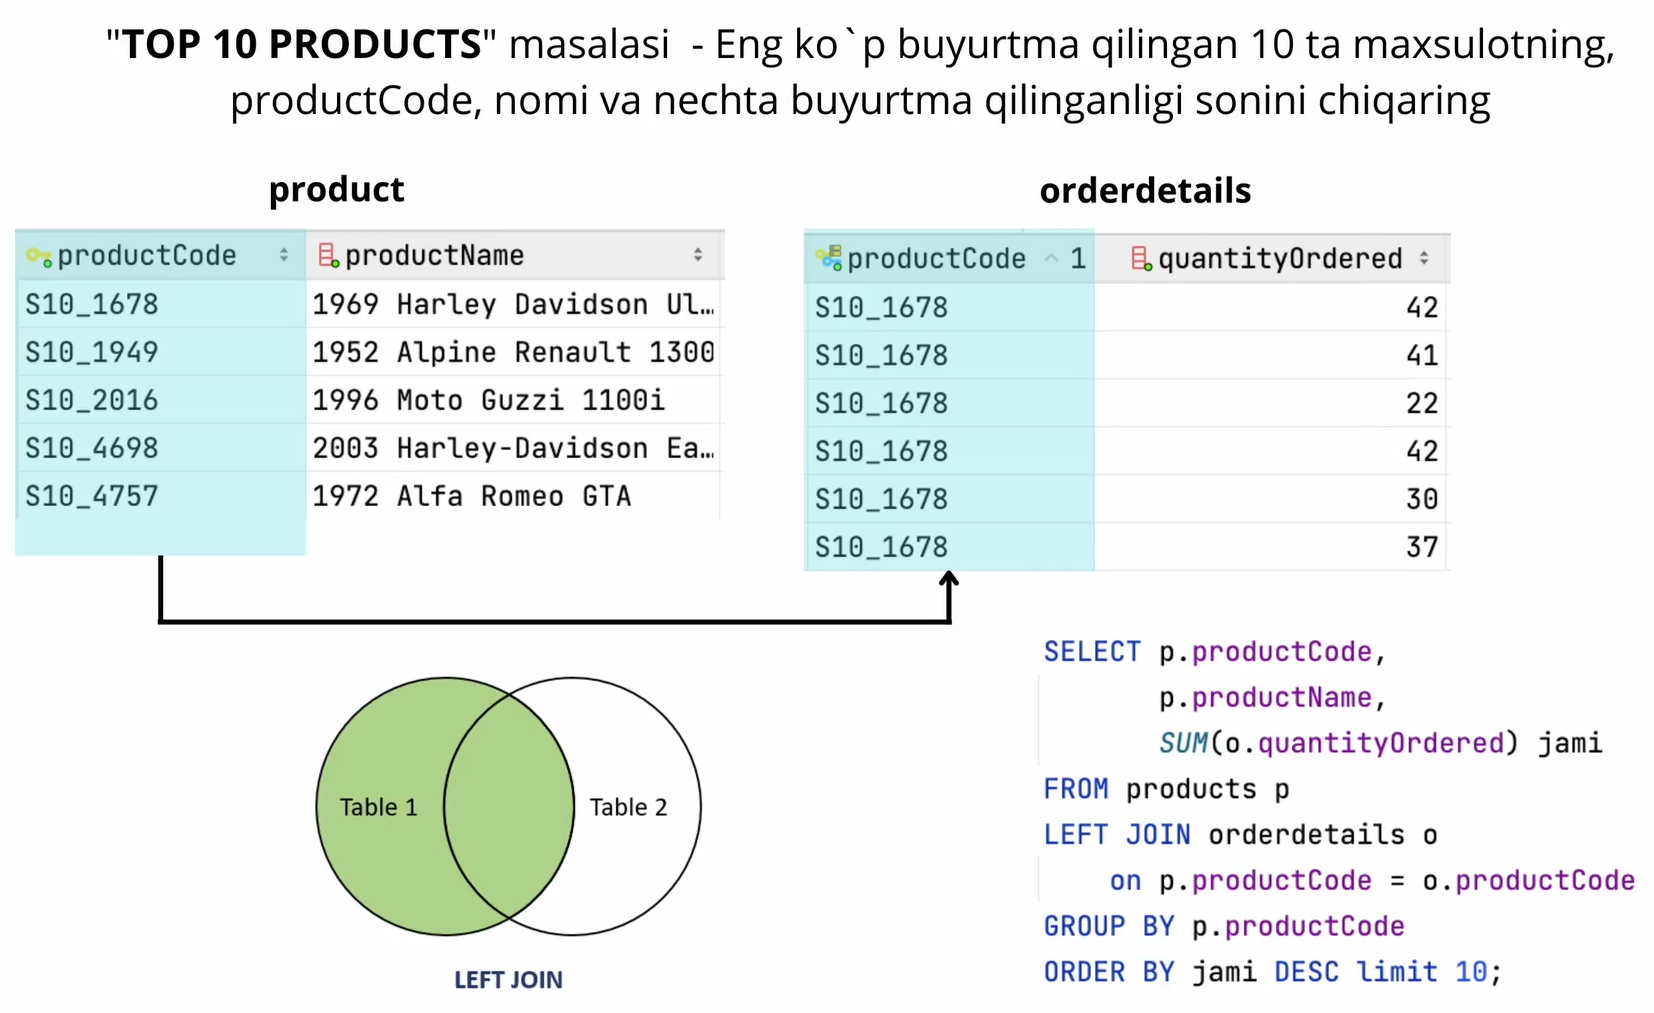 "TOP 10 PRODUCTS" masalasi - Eng ko`p buyurtma qilingan 10 ta maxsulotning,
productCode, nomi va nechta buyurtma qilinganligi sonini chiqaring
product
productCode productName
S10_1678 1969 Harley Davidson Ul…
S10_1949 1952 Alpine Renault 1300
S10_2016 1996 Moto Guzzi 1100i
S10_4698 2003 Harley-Davidson Ea…
S10_4757 1972 Alfa Romeo GTA
orderdetails
productCode 1 quantityOrdered
S10_1678 42
S10_1678 41
S10_1678 22
S10_1678 42
S10_1678 30
S10_1678 37
Table 1 Table 2
LEFT JOIN
SELECT p.productCode,
p.productName,
SUM(o.quantityOrdered) jami
FROM products p
LEFT JOIN orderdetails o
on p.productCode = o.productCode
GROUP BY p.productCode
ORDER BY jami DESC limit 10;